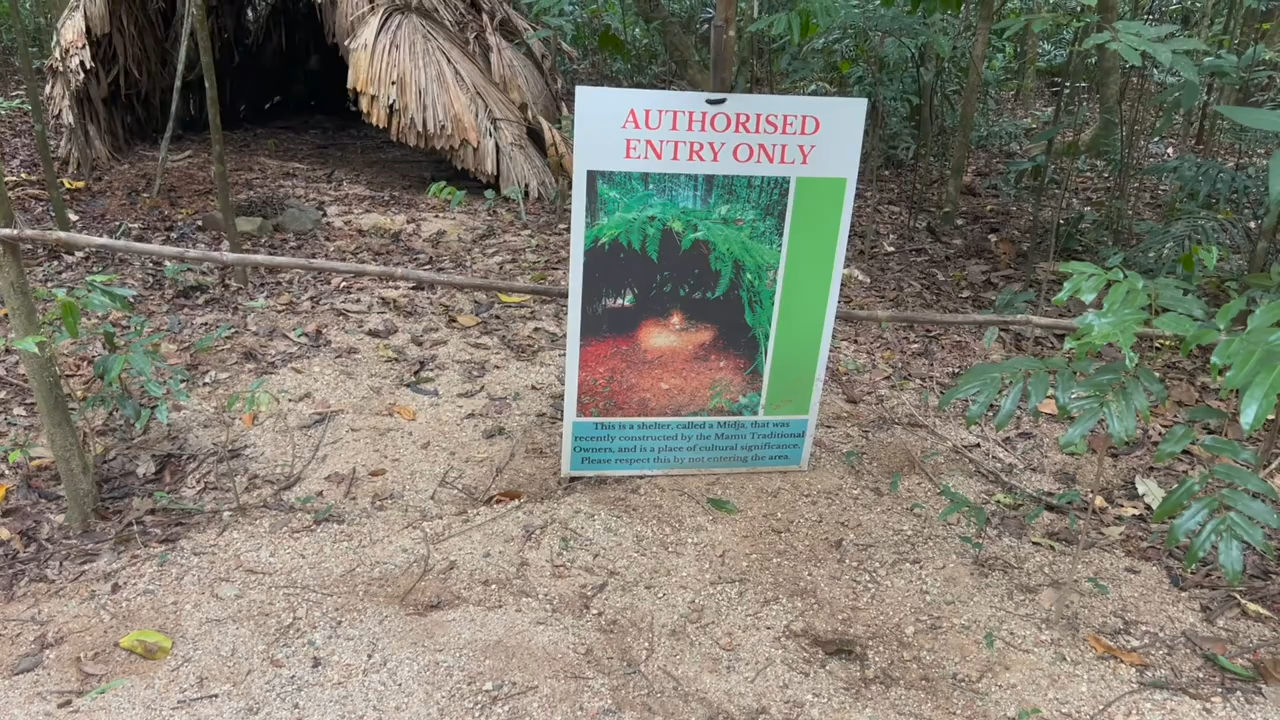 AUTHORISED
ENTRY ONLY
This is a shelter, called a Midja, that was
recently constructed by the Mamu Traditional
Owners, and is a place of cultural significance.
Please respect this by not entering the area.